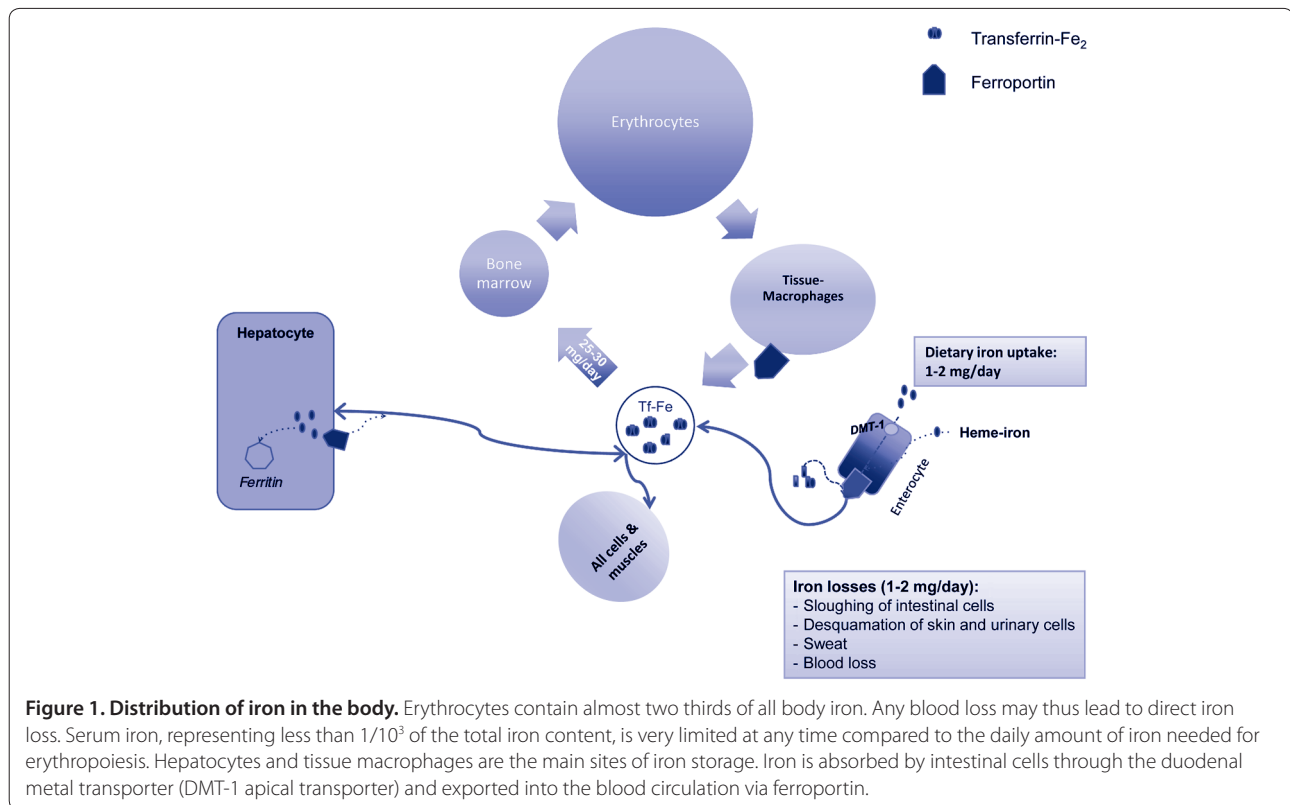 Transferrin-Fe₂
Ferroportin
Erythrocytes
Bone
marrow
Tissue-
Macrophages
Hepatocyte
25-30
mg/day
Dietary iron uptake:
1-2 mg/day
Tf-Fe
DMT-1
Heme-iron
Enterocyte
Ferritin
All cells &
muscles
Iron losses (1-2 mg/day):
- Sloughing of intestinal cells
- Desquamation of skin and urinary cells
- Sweat
- Blood loss
Figure 1. Distribution of iron in the body. Erythrocytes contain almost two thirds of all body iron. Any blood loss may thus lead to direct iron
loss. Serum iron, representing less than 1/10³ of the total iron content, is very limited at any time compared to the daily amount of iron needed for
erythropoiesis. Hepatocytes and tissue macrophages are the main sites of iron storage. Iron is absorbed by intestinal cells through the duodenal
metal transporter (DMT-1 apical transporter) and exported into the blood circulation via ferroportin.